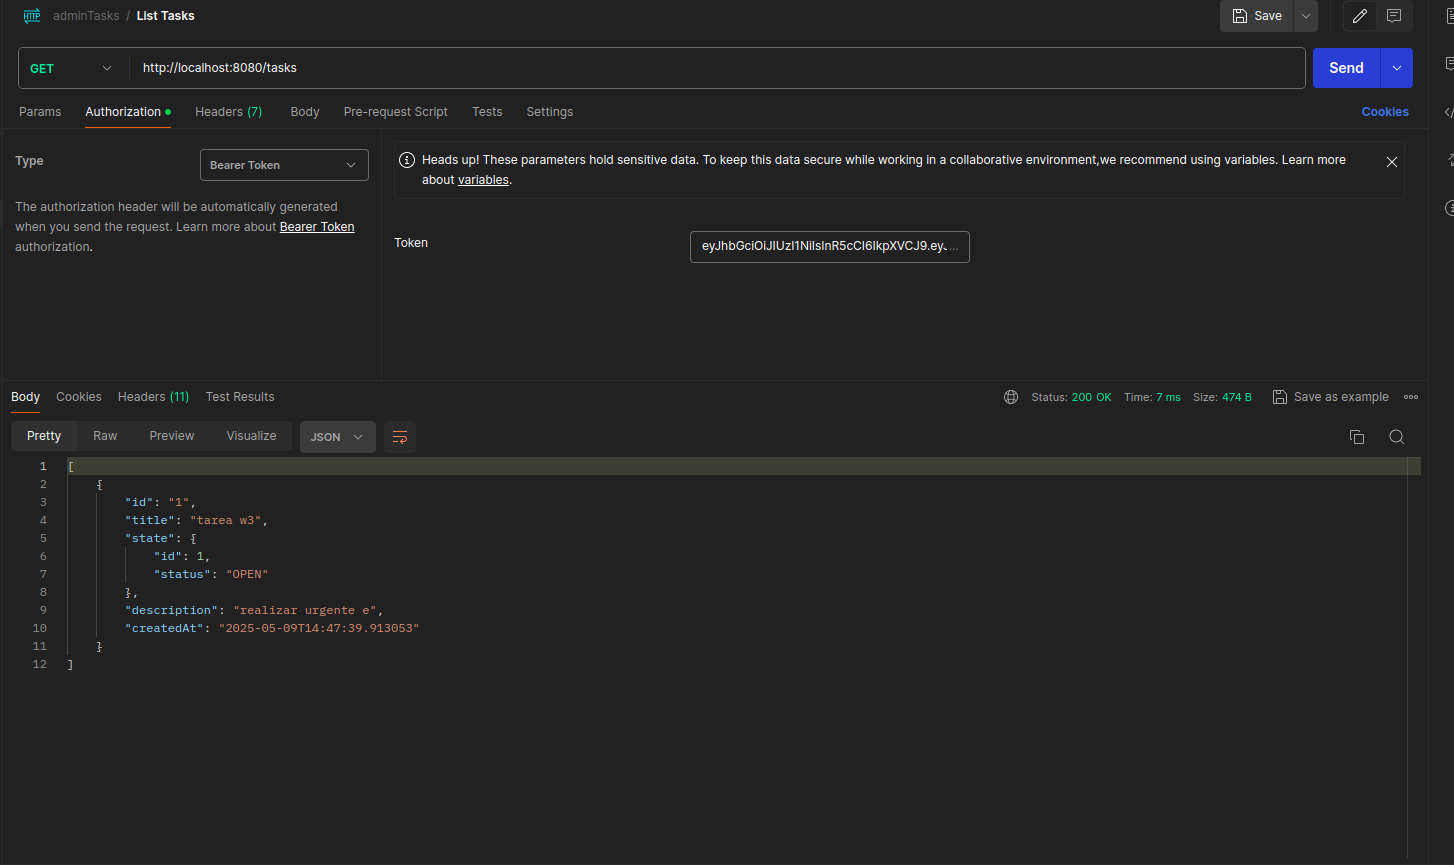 HTTP adminTasks / List Tasks Save
GET http://localhost:8080/tasks Send
Params Authorization Headers (7) Body Pre-request Script Tests Settings Cookies
Type Bearer Token
The authorization header will be automatically generated
when you send the request. Learn more about Bearer Token
authorization.
Heads up! These parameters hold sensitive data. To keep this data secure while working in a collaborative environment,we recommend using variables. Learn more
about variables.
Token eyJhbGciOiJIUzI1NiIsInR5cCI6IkpXVCJ9.eyJ...
Body Cookies Headers (11) Test Results Status: 200 OK Time: 7 ms Size: 474 B Save as example
Pretty Raw Preview Visualize JSON
1 [
2 {
3 "id": "1",
4 "title": "tarea w3",
5 "state": {
6 "id": 1,
7 "status": "OPEN"
8 },
9 "description": "realizar urgente e",
10 "createdAt": "2025-05-09T14:47:39.913053"
11 }
12 ]